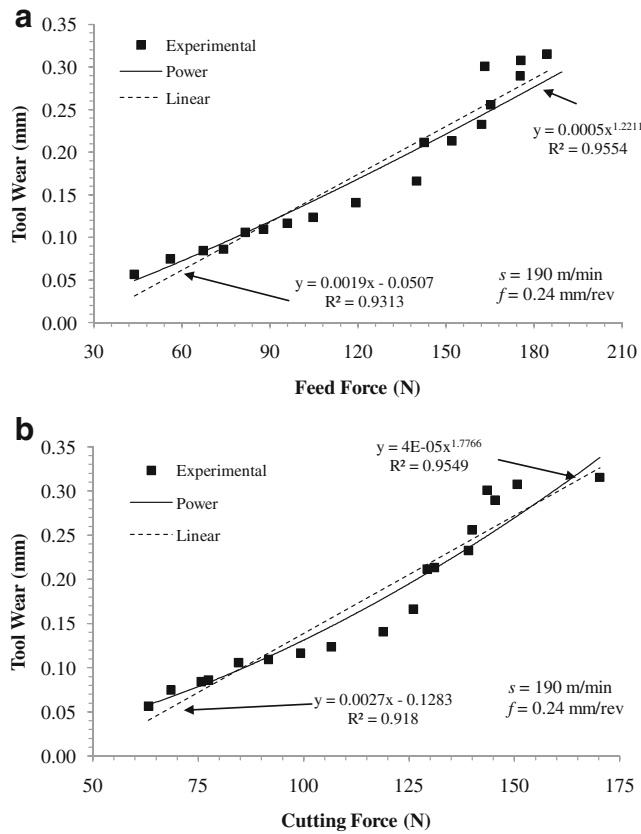 a
Experimental
Power
Linear
0.35
0.30
0.25
0.20
0.15
0.10
0.05
0.00
Tool Wear (mm)
y = 0.0005x^1.2211
R² = 0.9554
y = 0.0019x - 0.0507
R² = 0.9313
s = 190 m/min
f = 0.24 mm/rev
30 60 90 120 150 180 210
Feed Force (N)
b
Experimental
Power
Linear
0.35
0.30
0.25
0.20
0.15
0.10
0.05
0.00
Tool Wear (mm)
y = 4E-05x^1.7766
R² = 0.9549
y = 0.0027x - 0.1283
R² = 0.918
s = 190 m/min
f = 0.24 mm/rev
50 75 100 125 150 175
Cutting Force (N)